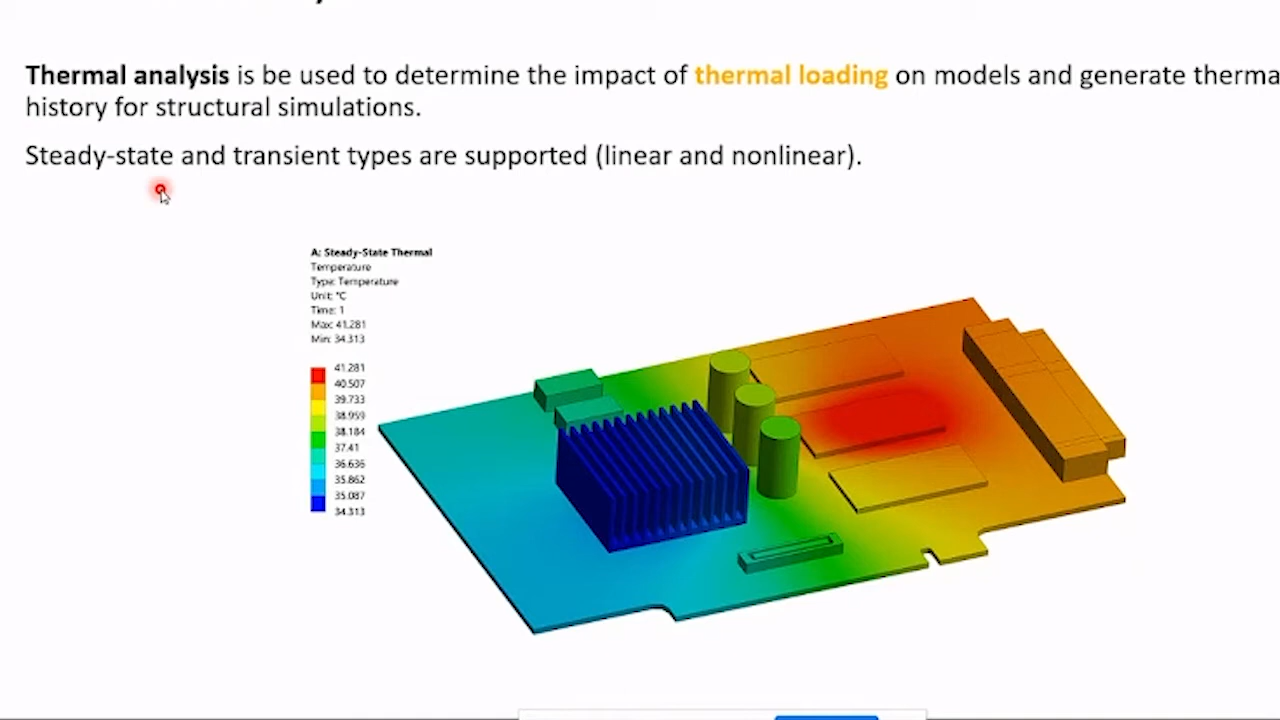 Thermal analysis is be used to determine the impact of thermal loading on models and generate therma
history for structural simulations.
Steady-state and transient types are supported (linear and nonlinear).
A: Steady-State Thermal
Temperature
Type: Temperature
Unit: °C
Time: 1
Max: 41.281
Min: 34.313
41.281
40.507
39.733
38.959
38.184
37.41
36.636
35.862
35.087
34.313